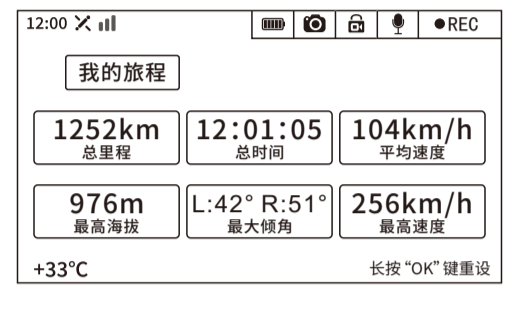 12:00 REC
我的旅程
1252km 12:01:05 104km/h
总里程 总时间 平均速度
976m L:42° R:51° 256km/h
最高海拔 最大倾角 最高速度
+33°C 长按“OK”键重设